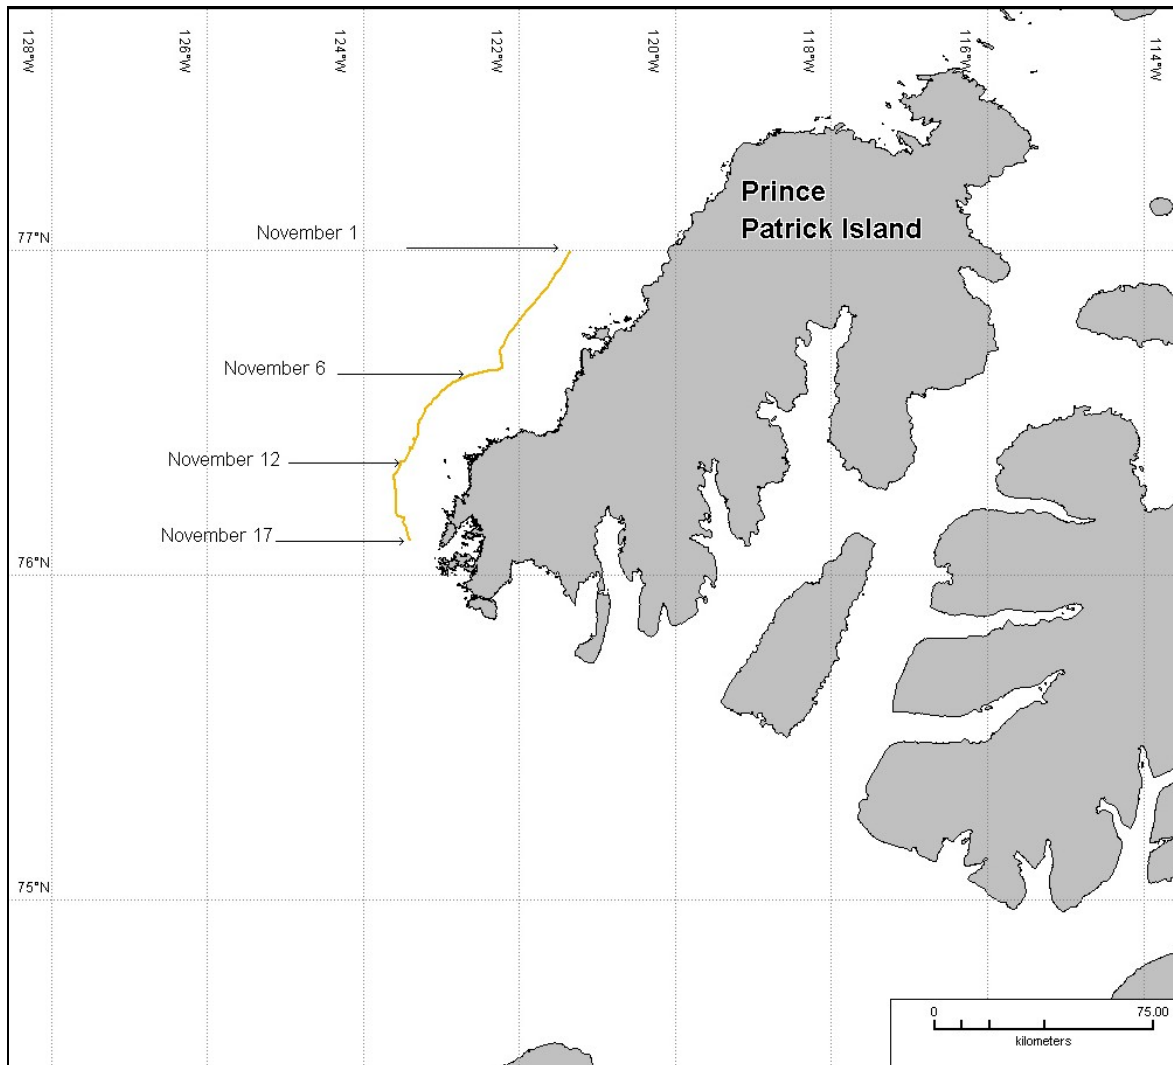 128°W
126°W
124°W
122°W
120°W
118°W
116°W
114°W
Prince
Patrick Island
November 1
77°N
November 6
November 12
November 17
76°N
75°N
0
75.00
kilometers